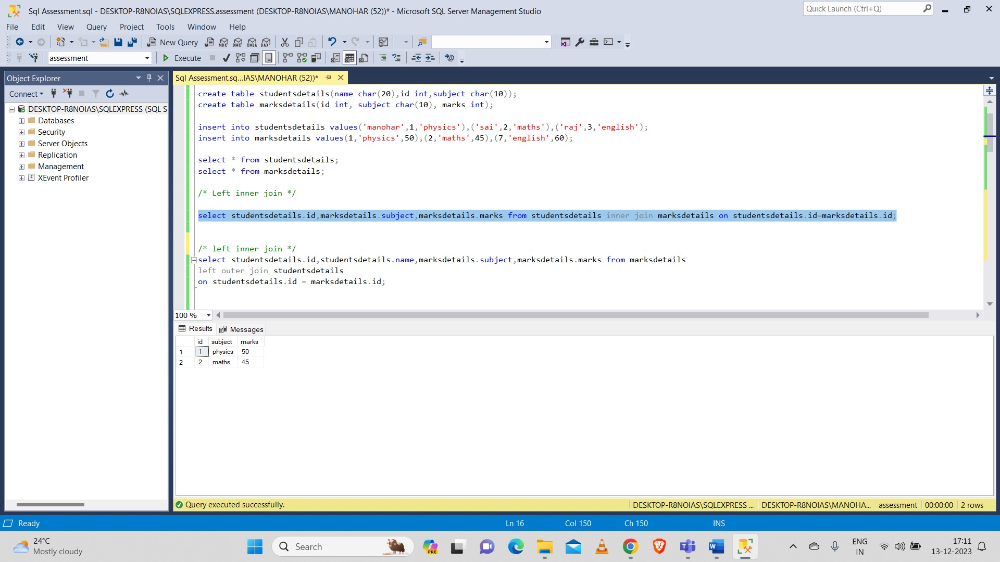 Sql Assessment.sql - DESKTOP-R8NOIAS\SQLEXPRESS.assessment (DESKTOP-R8NOIAS\MANOHAR (52))* - Microsoft SQL Server Management Studio
Quick Launch (Ctrl+Q)
File Edit View Query Project Tools Window Help
New Query MDX DMX XMLA DAX
assessment Execute
Object Explorer
Sql Assessment.sq...IAS\MANOHAR (52))*
Connect
DESKTOP-R8NOIAS\SQLEXPRESS (SQL S
Databases
Security
Server Objects
Replication
Management
XEvent Profiler
create table studentsdetails(name char(20),id int,subject char(10));
create table marksdetails(id int, subject char(10), marks int);
insert into studentsdetails values('manohar',1,'physics'),('sai',2,'maths'),('raj',3,'english');
insert into marksdetails values(1,'physics',50),(2,'maths',45),(7,'english',60);
select * from studentsdetails;
select * from marksdetails;
/* Left inner join */
select studentsdetails.id,marksdetails.subject,marksdetails.marks from studentsdetails inner join marksdetails on studentsdetails.id=marksdetails.id;
/* left inner join */
select studentsdetails.id,studentsdetails.name,marksdetails.subject,marksdetails.marks from marksdetails
left outer join studentsdetails
on studentsdetails.id = marksdetails.id;
100 %
Results Messages
id subject marks
1 1 physics 50
2 2 maths 45
Query executed successfully.
DESKTOP-R8NOIAS\SQLEXPRESS ... DESKTOP-R8NOIAS\MANOHA... assessment 00:00:00 2 rows
Ready Ln 16 Col 150 Ch 150 INS
24°C
Mostly cloudy
Search
PRE
ENG
IN
17:11
13-12-2023